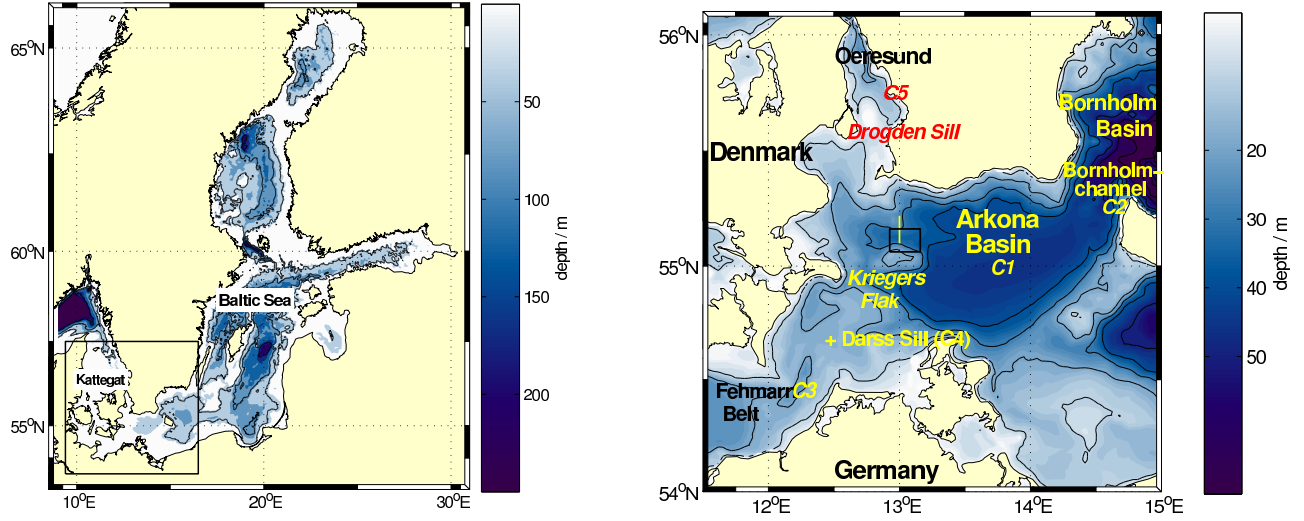 65°N
60°N
55°N
10°E
20°E
30°E
Baltic Sea
Kattegat
50
100
150
200
depth / m
56°N
55°N
54°N
12°E
13°E
14°E
15°E
Oeresund
C5
Drogden Sill
Denmark
Bornholm
Basin
Bornholm-
channel
C2
Arkona
Basin
C1
Kriegers
Flak
+ Darss Sill (C4)
Fehmarn
C3
Belt
Germany
20
30
40
50
depth / m